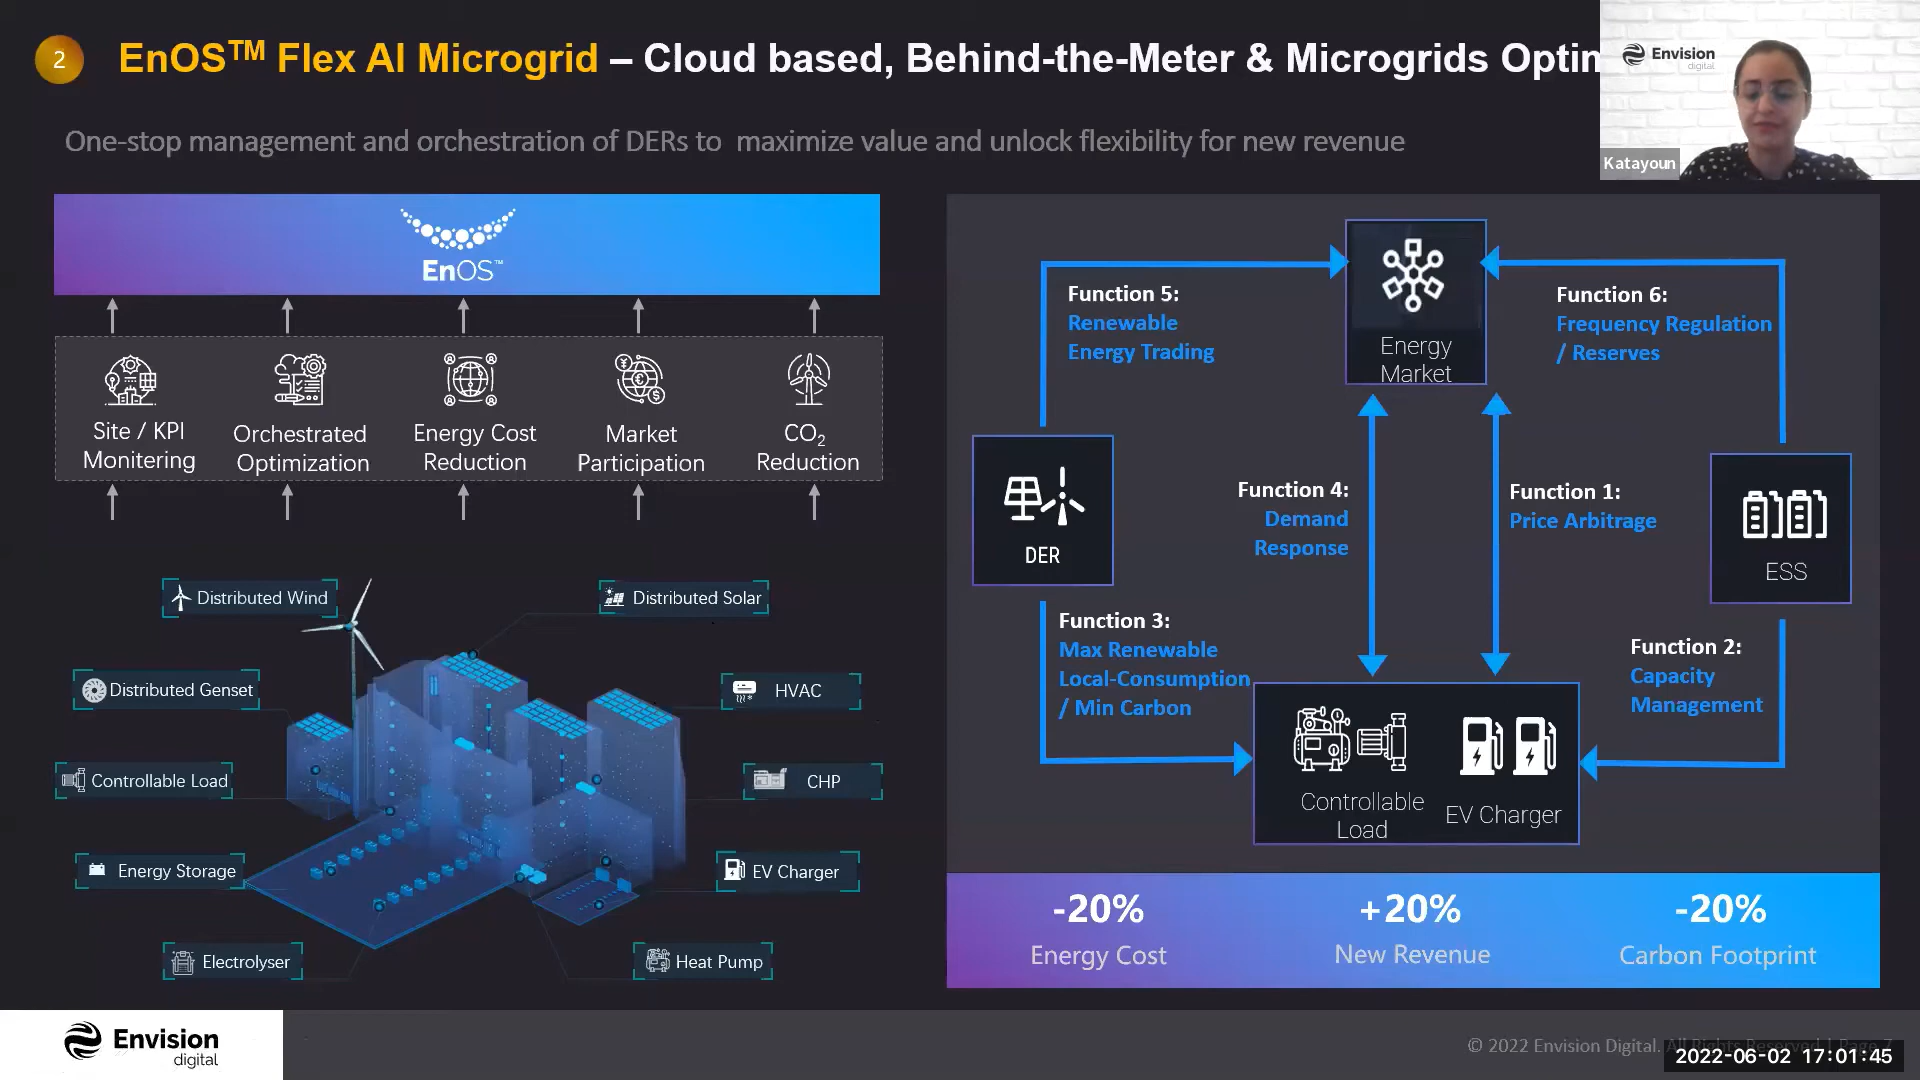 2
EnOS™ Flex AI Microgrid – Cloud based, Behind-the-Meter & Microgrids Optin
One-stop management and orchestration of DERs to maximize value and unlock flexibility for new revenue
Envision
digital
Katayoun
EnOS™
Site / KPI
Monitering
Orchestrated
Optimization
Energy Cost
Reduction
Market
Participation
CO₂
Reduction
Distributed Wind
Distributed Solar
Distributed Genset
HVAC
Controllable Load
CHP
Energy Storage
EV Charger
Electrolyser
Heat Pump
Energy
Market
Function 5:
Renewable
Energy Trading
Function 6:
Frequency Regulation
/ Reserves
DER
Function 4:
Demand
Response
Function 1:
Price Arbitrage
ESS
Function 3:
Max Renewable
Local-Consumption
/ Min Carbon
Function 2:
Capacity
Management
Controllable
Load
EV Charger
-20%
Energy Cost
+20%
New Revenue
-20%
Carbon Footprint
Envision
digital
© 2022 Envision Digital. All Rights Reserved | Page 7
2022-06-02 17:01:45